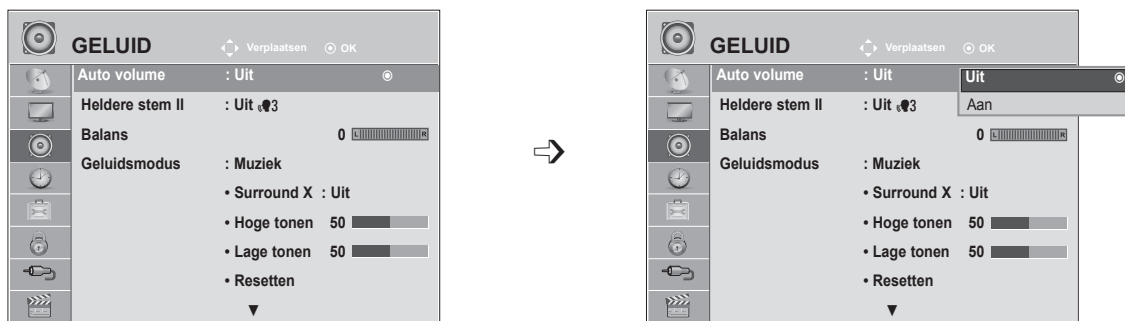 GELUID Verplaatsen OK
Auto volume : Uit
Heldere stem II : Uit 3
Balans 0 L R
Geluidsmodus : Muziek
• Surround X : Uit
• Hoge tonen 50
• Lage tonen 50
• Resetten
GELUID Verplaatsen OK
Auto volume : Uit
Uit
Aan
Heldere stem II : Uit 3
Balans 0 L R
Geluidsmodus : Muziek
• Surround X : Uit
• Hoge tonen 50
• Lage tonen 50
• Resetten